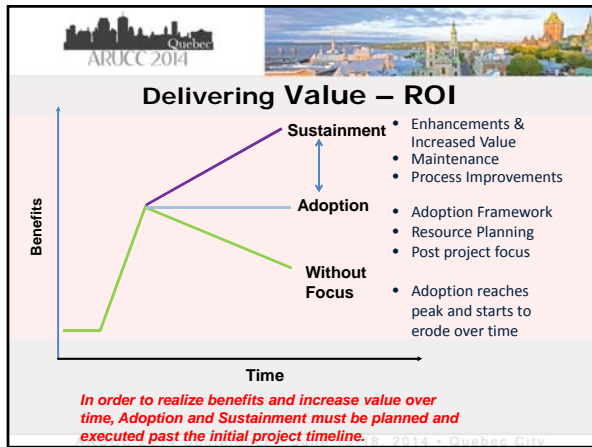 Quebec
ARUCC 2014
Delivering Value – ROI
Benefits
Sustainment
Adoption
Without
Focus
Time
• Enhancements &
Increased Value
• Maintenance
• Process Improvements
• Adoption Framework
• Resource Planning
• Post project focus
• Adoption reaches
peak and starts to
erode over time
In order to realize benefits and increase value over
time, Adoption and Sustainment must be planned and
executed past the initial project timeline.
8, 2014 • Quebec City